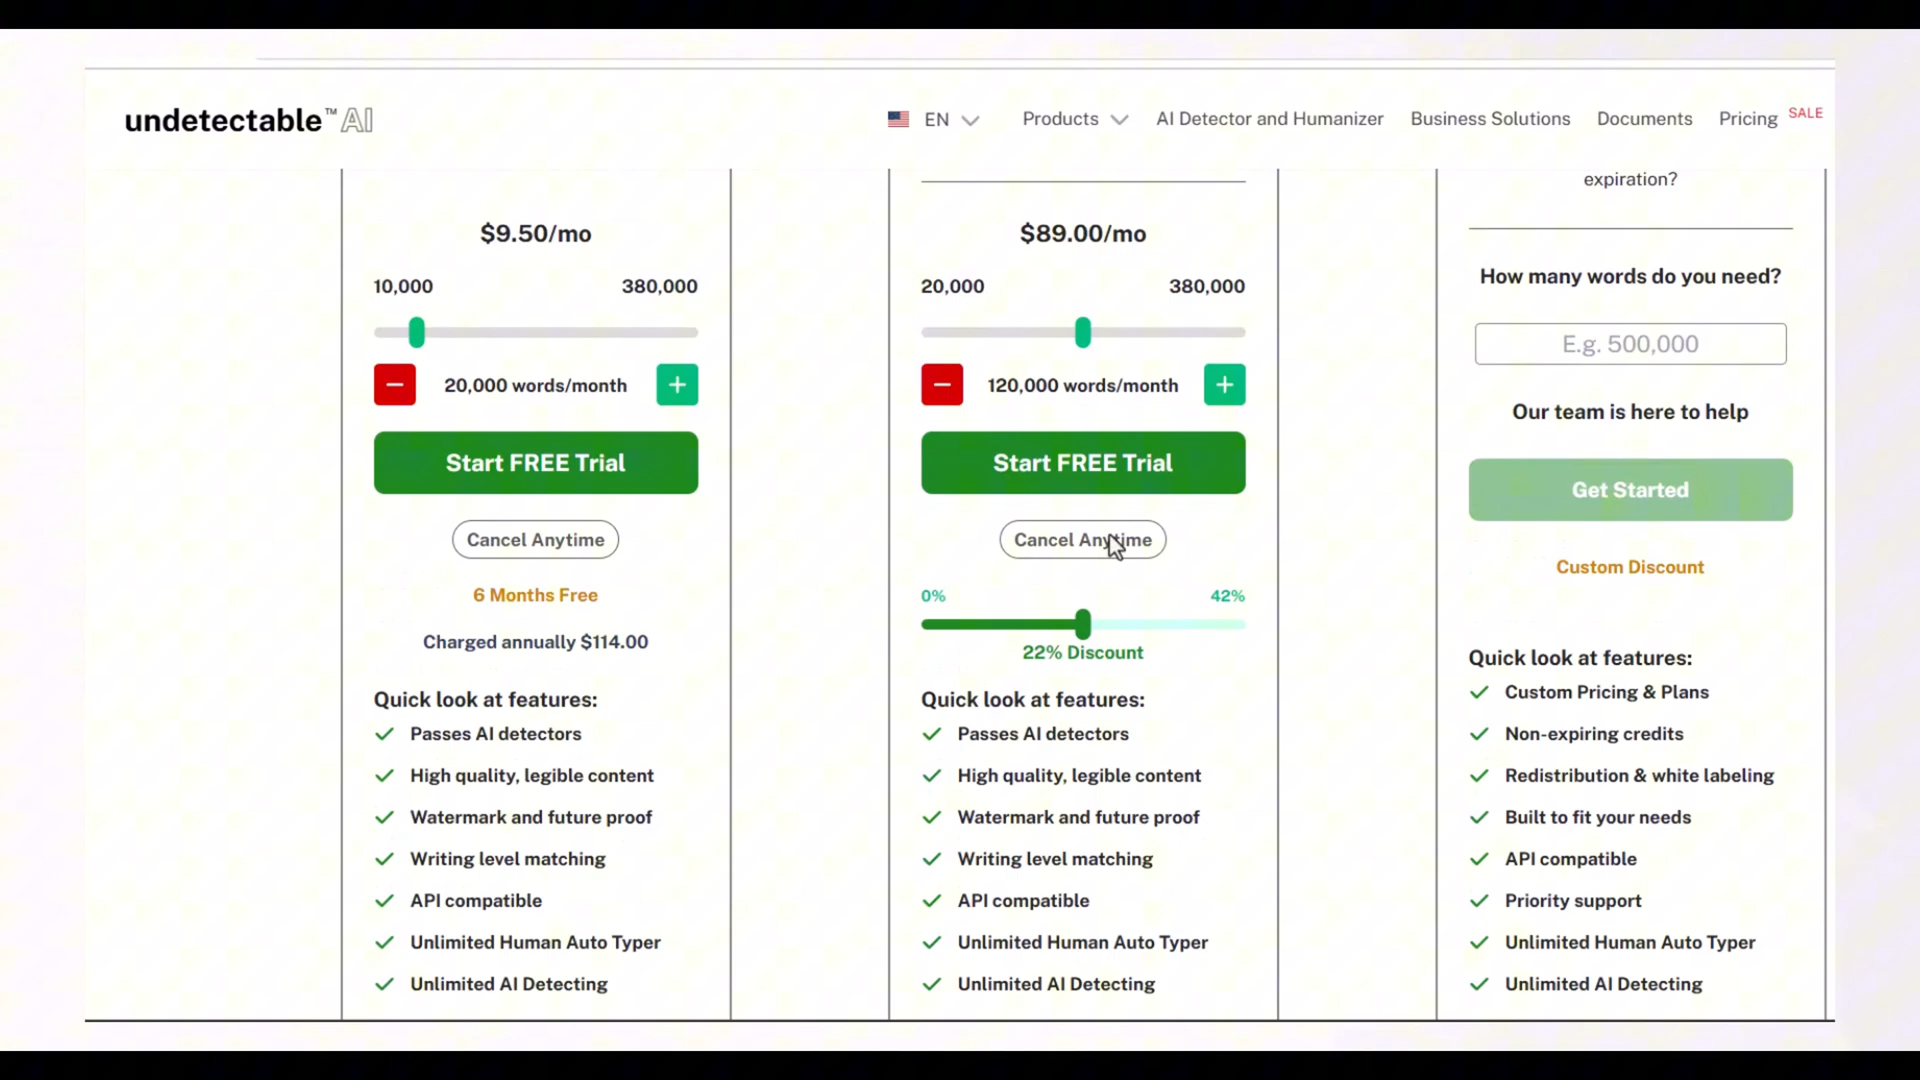 undetectable™ AI
EN
Products
AI Detector and Humanizer
Business Solutions
Documents
Pricing
SALE
$9.50/mo
10,000
380,000
20,000 words/month
Start FREE Trial
Cancel Anytime
6 Months Free
Charged annually $114.00
Quick look at features:
Passes AI detectors
High quality, legible content
Watermark and future proof
Writing level matching
API compatible
Unlimited Human Auto Typer
Unlimited AI Detecting
$89.00/mo
20,000
380,000
120,000 words/month
Start FREE Trial
Cancel Anytime
0%
42%
22% Discount
Quick look at features:
Passes AI detectors
High quality, legible content
Watermark and future proof
Writing level matching
API compatible
Unlimited Human Auto Typer
Unlimited AI Detecting
expiration?
How many words do you need?
E.g. 500,000
Our team is here to help
Get Started
Custom Discount
Quick look at features:
Custom Pricing & Plans
Non-expiring credits
Redistribution & white labeling
Built to fit your needs
API compatible
Priority support
Unlimited Human Auto Typer
Unlimited AI Detecting